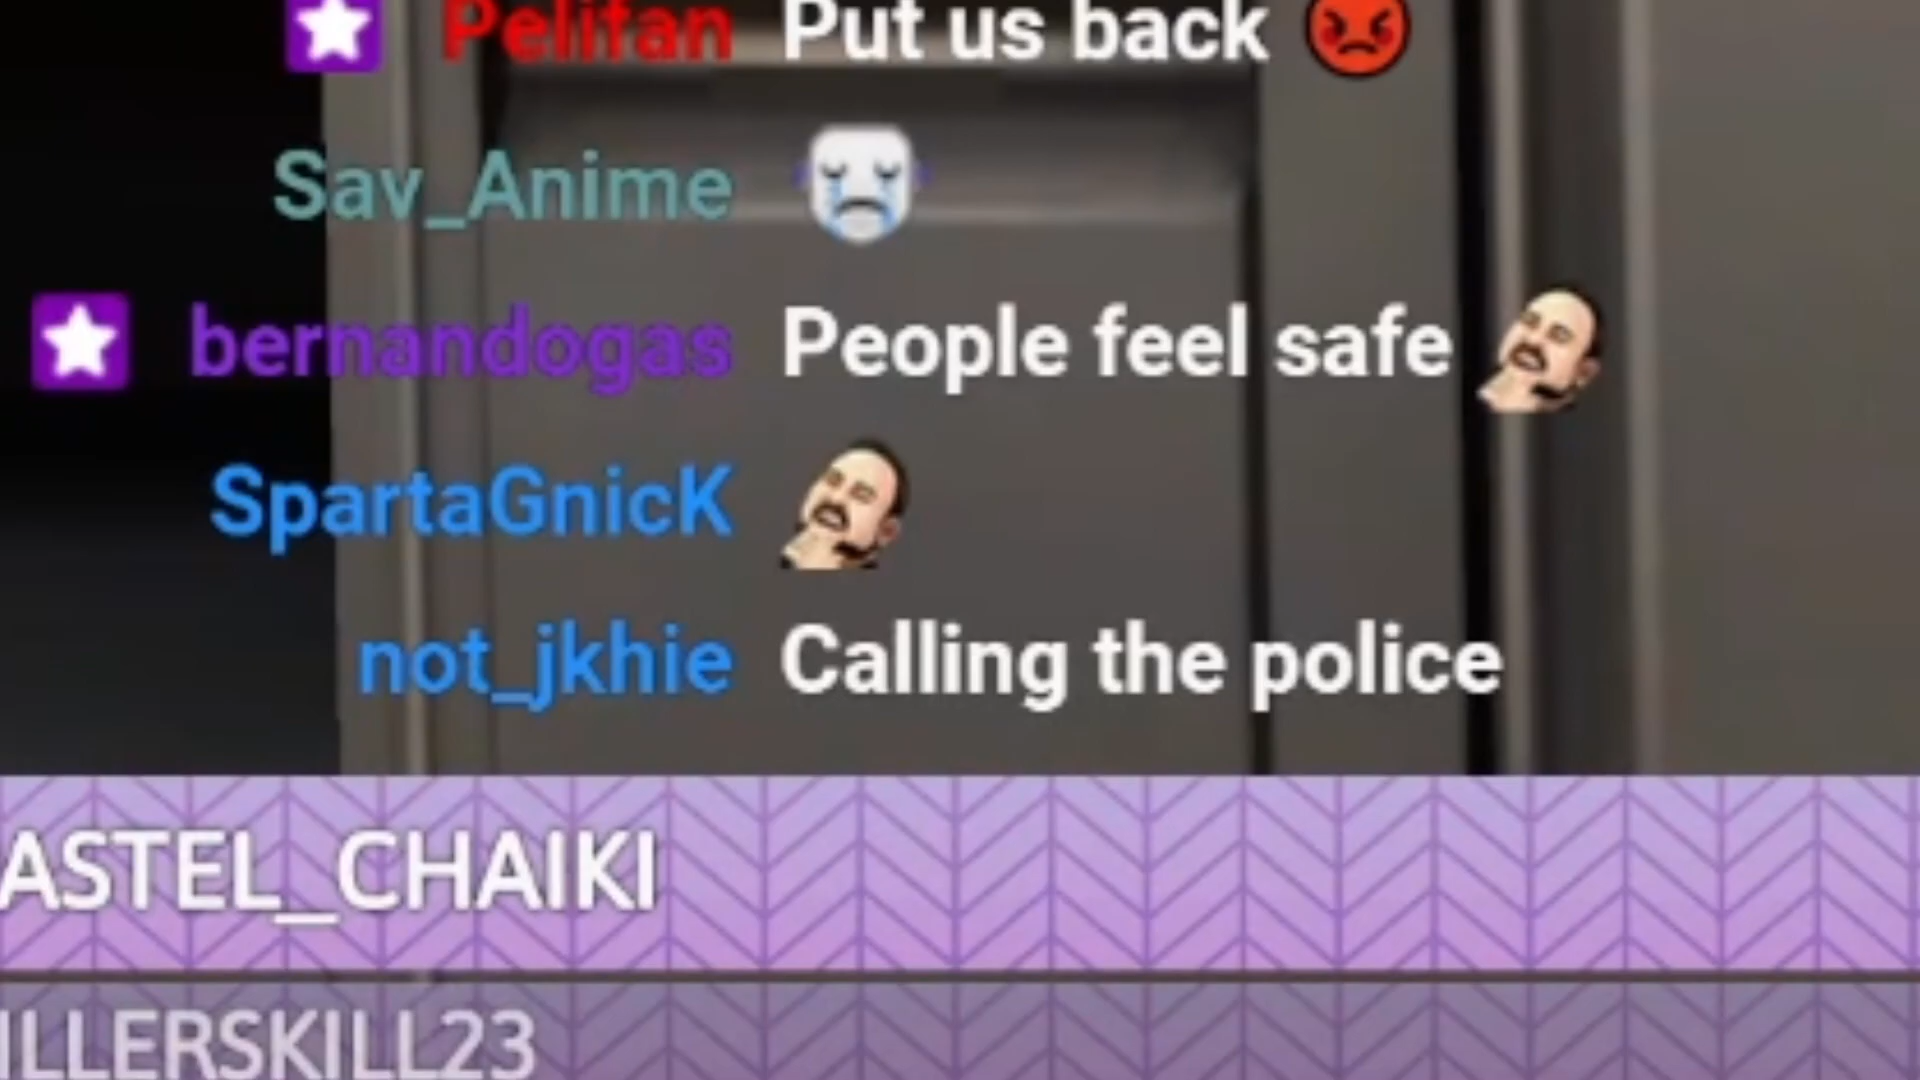 Pelifan Put us back
Sav_Anime
bernandogas People feel safe
SpartaGnicK
not_jkhie Calling the police
ASTEL_CHAIKI
ILLERSKILL23